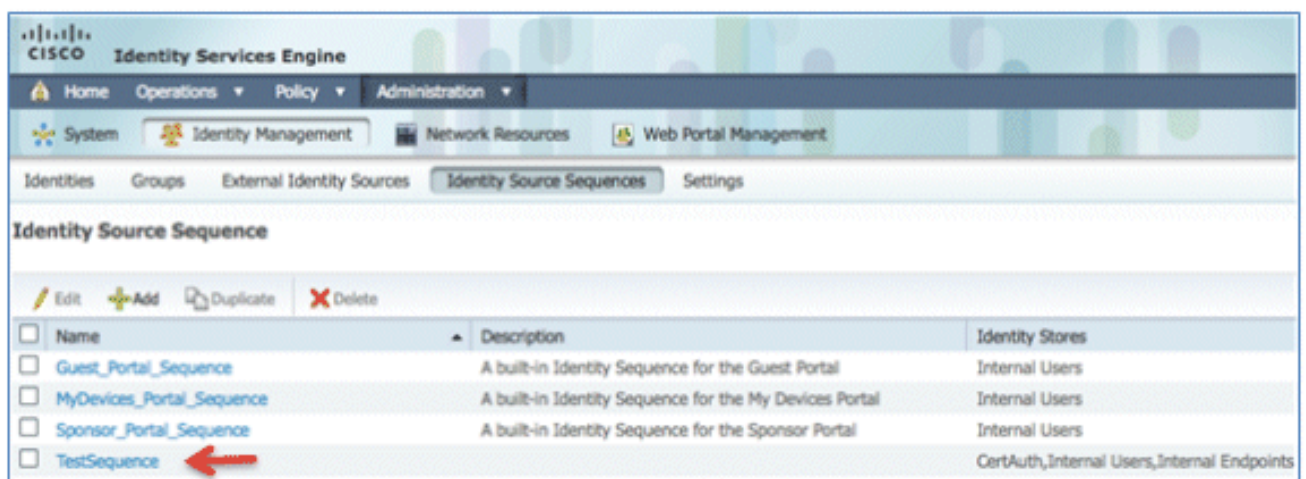 CISCO Identity Services Engine
Home Operations Policy Administration
System Identity Management Network Resources Web Portal Management
Identities Groups External Identity Sources Identity Source Sequences Settings
Identity Source Sequence
Edit Add Duplicate Delete
Name Description Identity Stores
Guest_Portal_Sequence A built-in Identity Sequence for the Guest Portal Internal Users
MyDevices_Portal_Sequence A built-in Identity Sequence for the My Devices Portal Internal Users
Sponsor_Portal_Sequence A built-in Identity Sequence for the Sponsor Portal Internal Users
TestSequence CertAuth,Internal Users,Internal Endpoints